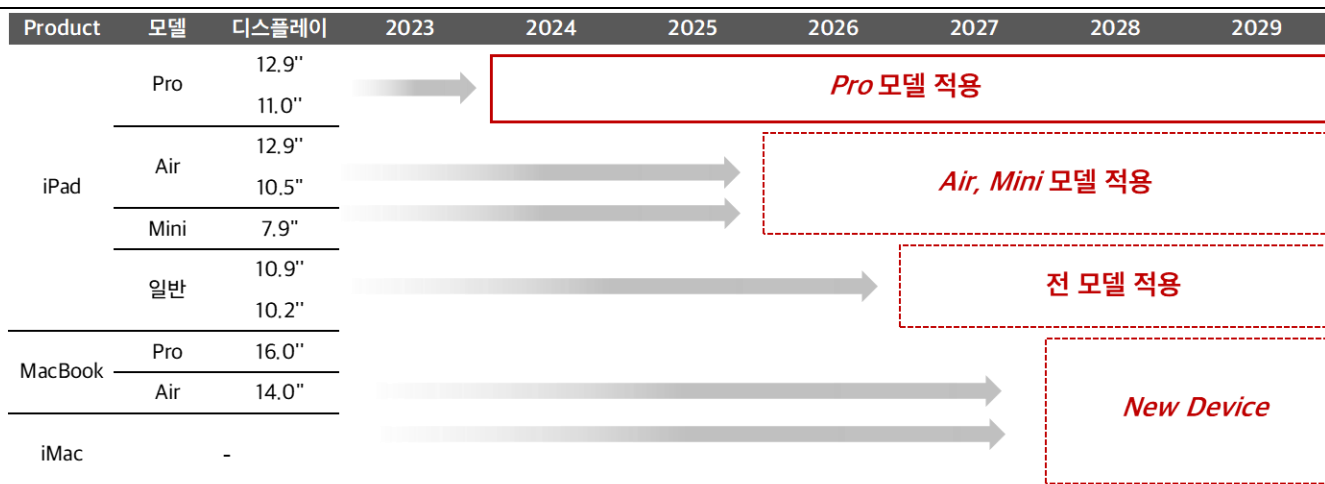 Product 모델 디스플레이 2023 2024 2025 2026 2027 2028 2029
12.9''
Pro
11.0''
Pro 모델 적용
12.9''
Air
10.5"
iPad
Mini 7.9"
Air, Mini 모델 적용
10.9''
일반
10.2''
전 모델 적용
Pro 16.0''
MacBook
Air 14.0"
New Device
iMac -